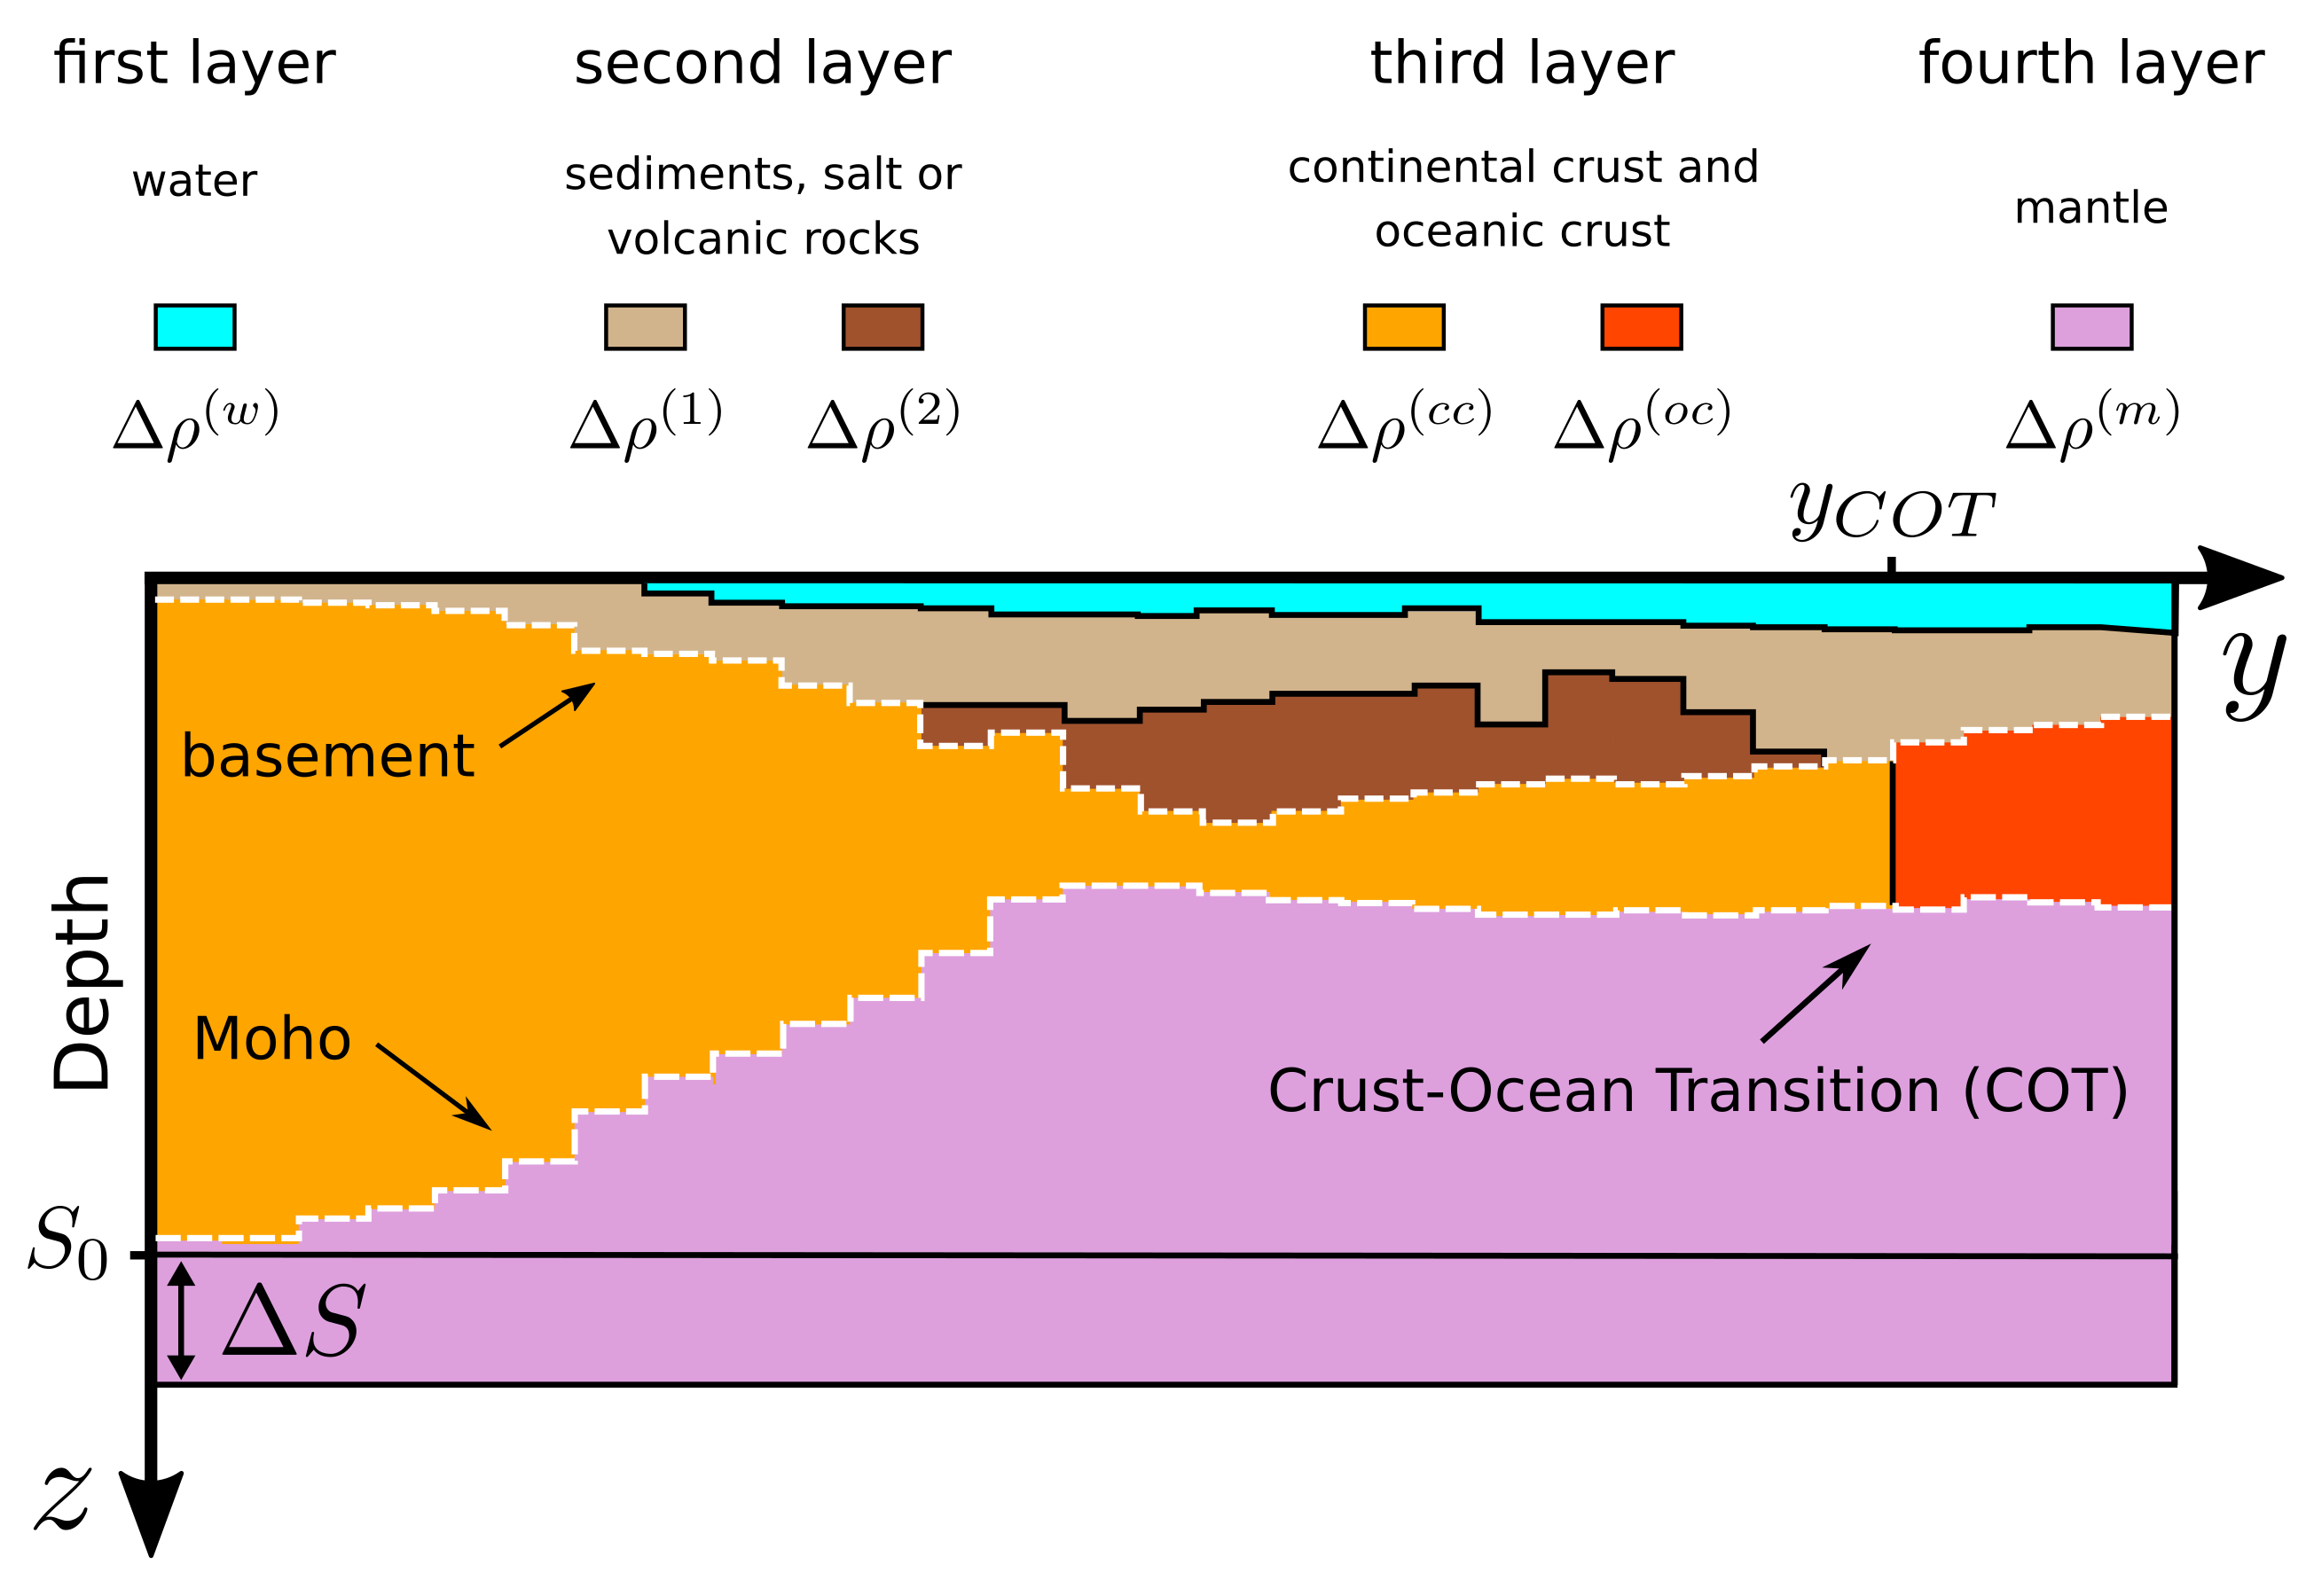 first layer
second layer
third layer
fourth layer
water
sediments, salt or
volcanic rocks
continental crust and
oceanic crust
mantle
Δρ^(w)
Δρ^(1)
Δρ^(2)
Δρ^(cc)
Δρ^(oc)
Δρ^(m)
y_COT
y
basement
Depth
Moho
Crust-Ocean Transition (COT)
S_0
ΔS
z